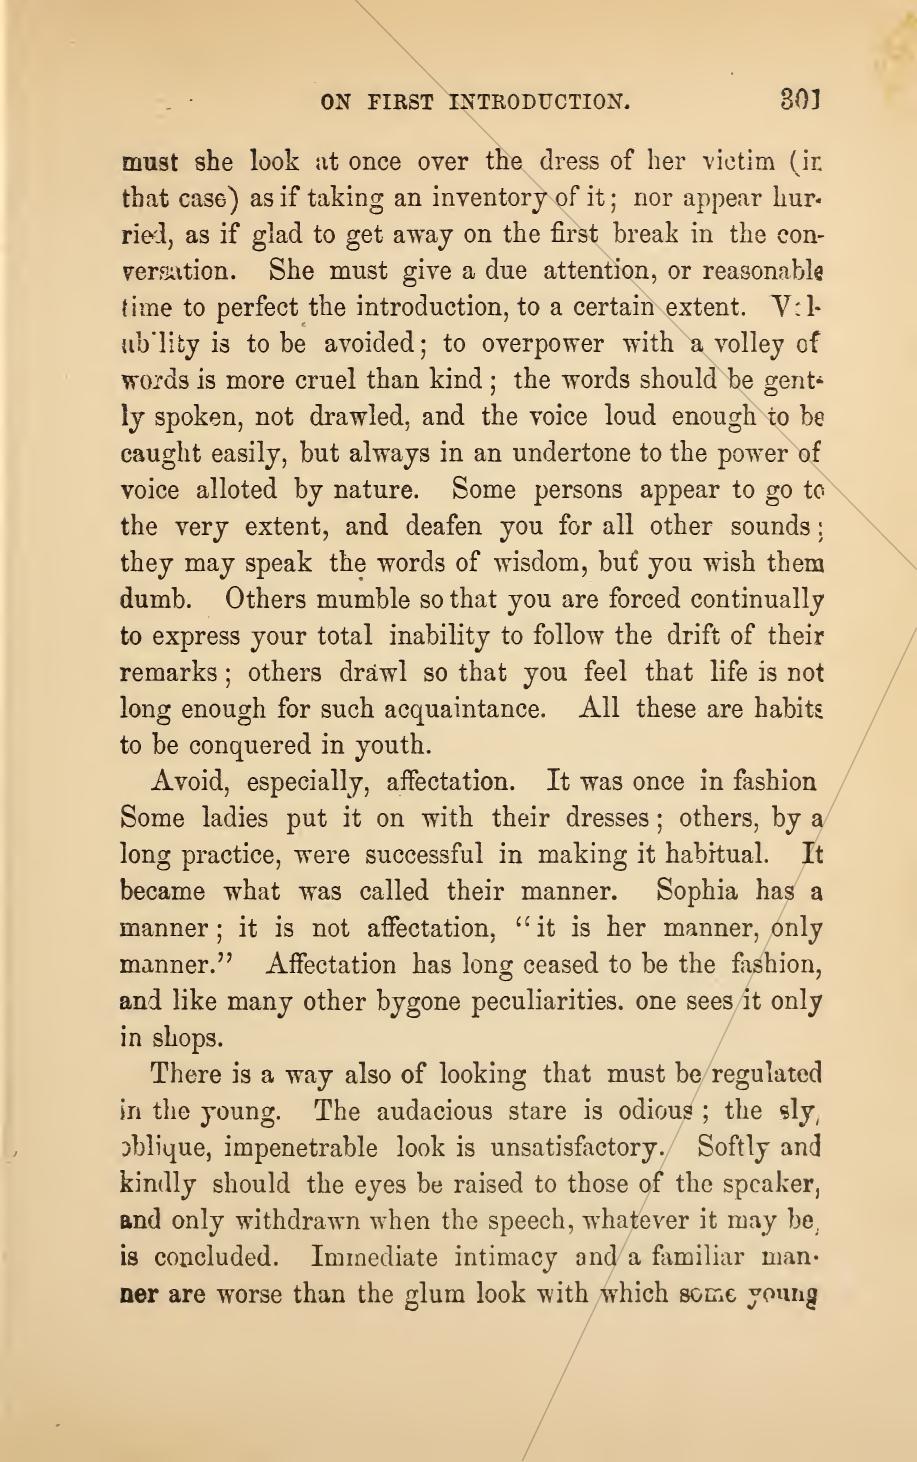 ON FIRST INTRODUCTION. 301
must she look at once over the dress of her victim (in
that case) as if taking an inventory of it; nor appear hur-
ried, as if glad to get away on the first break in the con-
versation. She must give a due attention, or reasonable
time to perfect the introduction, to a certain extent. Vol-
ubility is to be avoided; to overpower with a volley of
words is more cruel than kind; the words should be gent-
ly spoken, not drawled, and the voice loud enough to be
caught easily, but always in an undertone to the power of
voice alloted by nature. Some persons appear to go to
the very extent, and deafen you for all other sounds;
they may speak the words of wisdom, but you wish them
dumb. Others mumble so that you are forced continually
to express your total inability to follow the drift of their
remarks; others drawl so that you feel that life is not
long enough for such acquaintance. All these are habits
to be conquered in youth.
Avoid, especially, affectation. It was once in fashion
Some ladies put it on with their dresses; others, by a
long practice, were successful in making it habitual. It
became what was called their manner. Sophia has a
manner; it is not affectation, "it is her manner, only
manner." Affectation has long ceased to be the fashion,
and like many other bygone peculiarities. one sees it only
in shops.
There is a way also of looking that must be regulated
in the young. The audacious stare is odious; the sly,
oblique, impenetrable look is unsatisfactory. Softly and
kindly should the eyes be raised to those of the speaker,
and only withdrawn when the speech, whatever it may be,
is concluded. Immediate intimacy and a familiar man-
ner are worse than the glum look with which some young